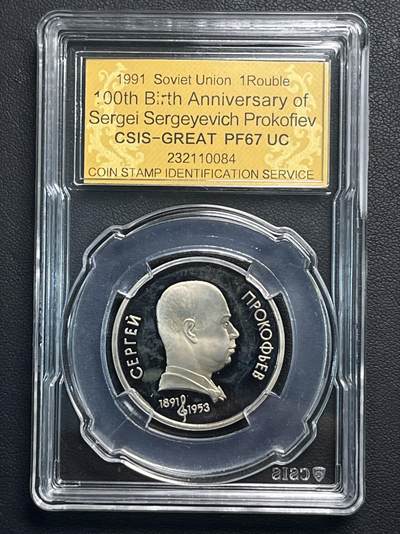 1991 Soviet Union 1Rouble
100th Birth Anniversary of
Sergei Sergeyevich Prokofiev
CSIS-GREAT PF67 UC
232110084
COIN STAMP IDENTIFICATION SERVICE
СЕРГЕЙ
ПРОКОФЬЕВ
1891
1953
CSIS